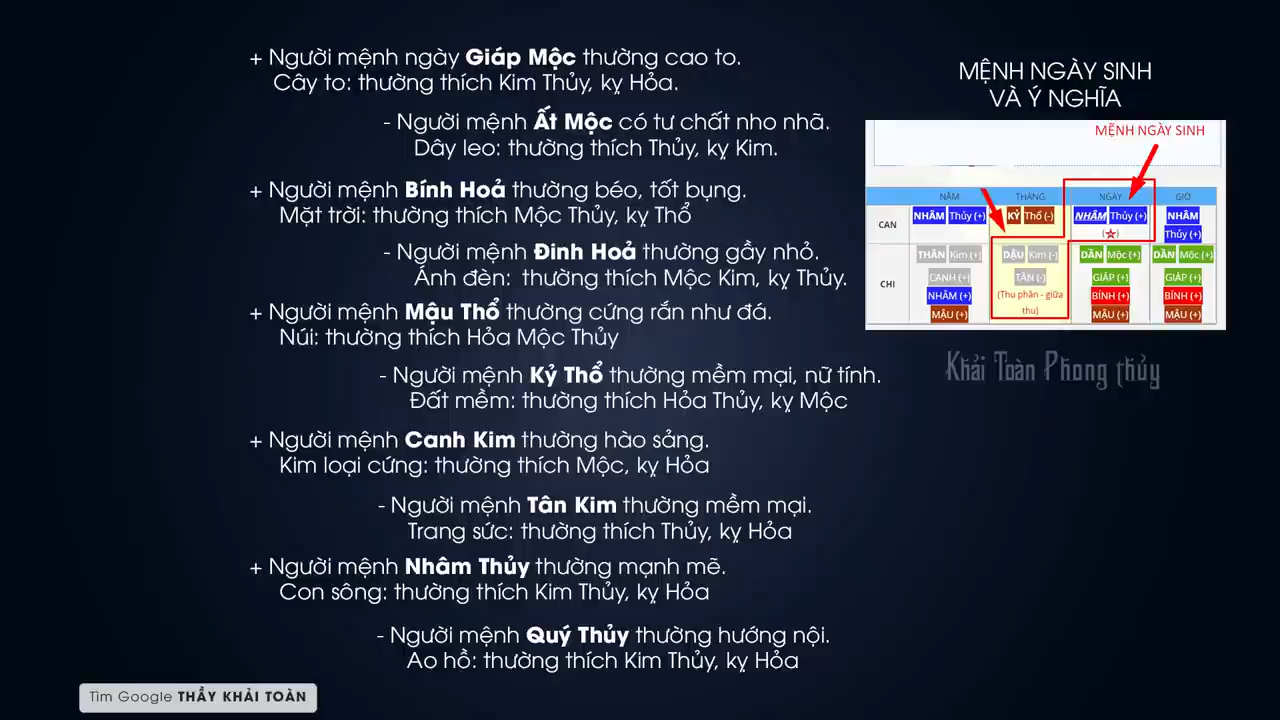 + Người mệnh ngày Giáp Mộc thường cao to.
Cây to: thường thích Kim Thủy, kỵ Hỏa.
- Người mệnh Ất Mộc có tư chất nho nhã.
Dây leo: thường thích Thủy, kỵ Kim.
+ Người mệnh Bính Hoả thường béo, tốt bụng.
Mặt trời: thường thích Mộc Thủy, kỵ Thổ
- Người mệnh Đinh Hoả thường gầy nhỏ.
Ánh đèn: thường thích Mộc Kim, kỵ Thủy.
+ Người mệnh Mậu Thổ thường cứng rắn như đá.
Núi: thường thích Hỏa Mộc Thủy
- Người mệnh Kỷ Thổ thường mềm mại, nữ tính.
Đất mềm: thường thích Hỏa Thủy, kỵ Mộc
+ Người mệnh Canh Kim thường hào sảng.
Kim loại cứng: thường thích Mộc, kỵ Hỏa
- Người mệnh Tân Kim thường mềm mại.
Trang sức: thường thích Thủy, kỵ Hỏa
+ Người mệnh Nhâm Thủy thường mạnh mẽ.
Con sông: thường thích Kim Thủy, kỵ Hỏa
- Người mệnh Quý Thủy thường hướng nội.
Ao hồ: thường thích Kim Thủy, kỵ Hỏa
Tìm Google THẦY KHẢI TOÀN
MỆNH NGÀY SINH
VÀ Ý NGHĨA
MỆNH NGÀY SINH
NĂM THÁNG NGÀY GIỜ
CAN NHÂM Thủy (+) KỶ Thổ (-) NHÂM Thủy (+) NHÂM
(☆) Thủy (+)
THÂN Kim (+) DẬU Kim (-) DẦN Mộc (+) DẦN Mộc (+)
CHI CANH (+) TÂN (-) GIÁP (+) GIÁP (+)
NHÂM (+) (Thu phân - giữa BÍNH (+) BÍNH (+)
MẬU (+) thu) MẬU (+) MẬU (+)
Khải Toàn Phong thủy